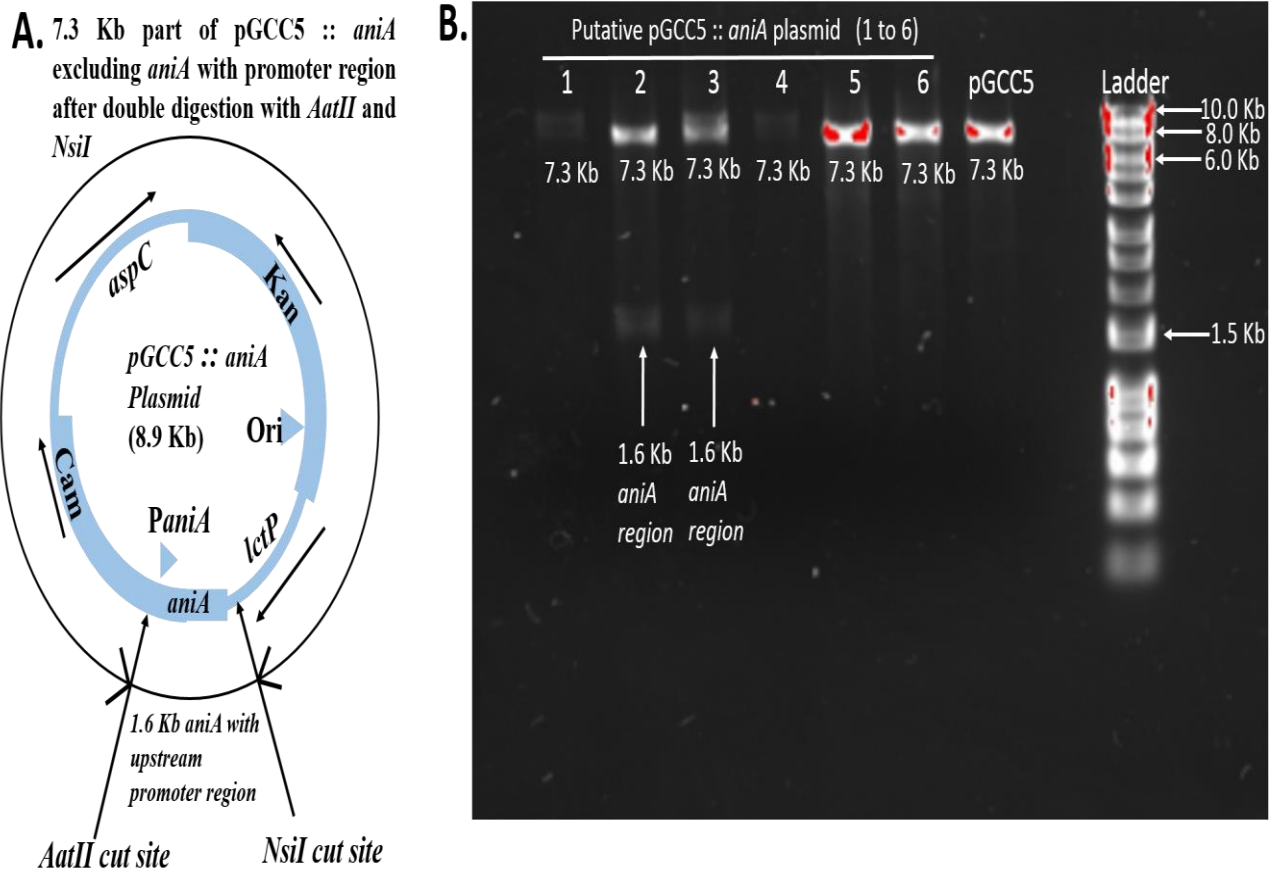 A. 7.3 Kb part of pGCC5 :: aniA
excluding aniA with promoter region
after double digestion with AatII and
NsiI
aspC
Kan
pGCC5 :: aniA
Plasmid
(8.9 Kb)
Ori
Cam
PaniA
lctP
aniA
1.6 Kb aniA with
upstream
promoter region
AatII cut site
NsiI cut site
B.
Putative pGCC5 :: aniA plasmid (1 to 6)
1 2 3 4 5 6 pGCC5 Ladder
10.0 Kb
8.0 Kb
6.0 Kb
7.3 Kb 7.3 Kb 7.3 Kb 7.3 Kb 7.3 Kb 7.3 Kb 7.3 Kb
1.5 Kb
1.6 Kb
aniA
region
1.6 Kb
aniA
region